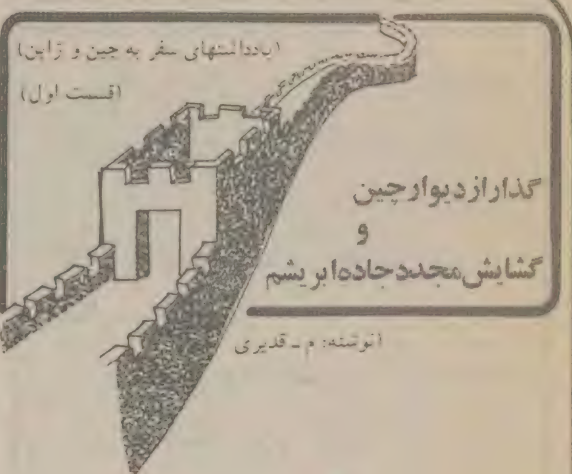 (یادداشتهای سفر به چین و ژاپن)
(قسمت اول)
گذار از دیوار چین
و
گشایش مجدد جاده ابریشم
(نوشته: م - قدیری